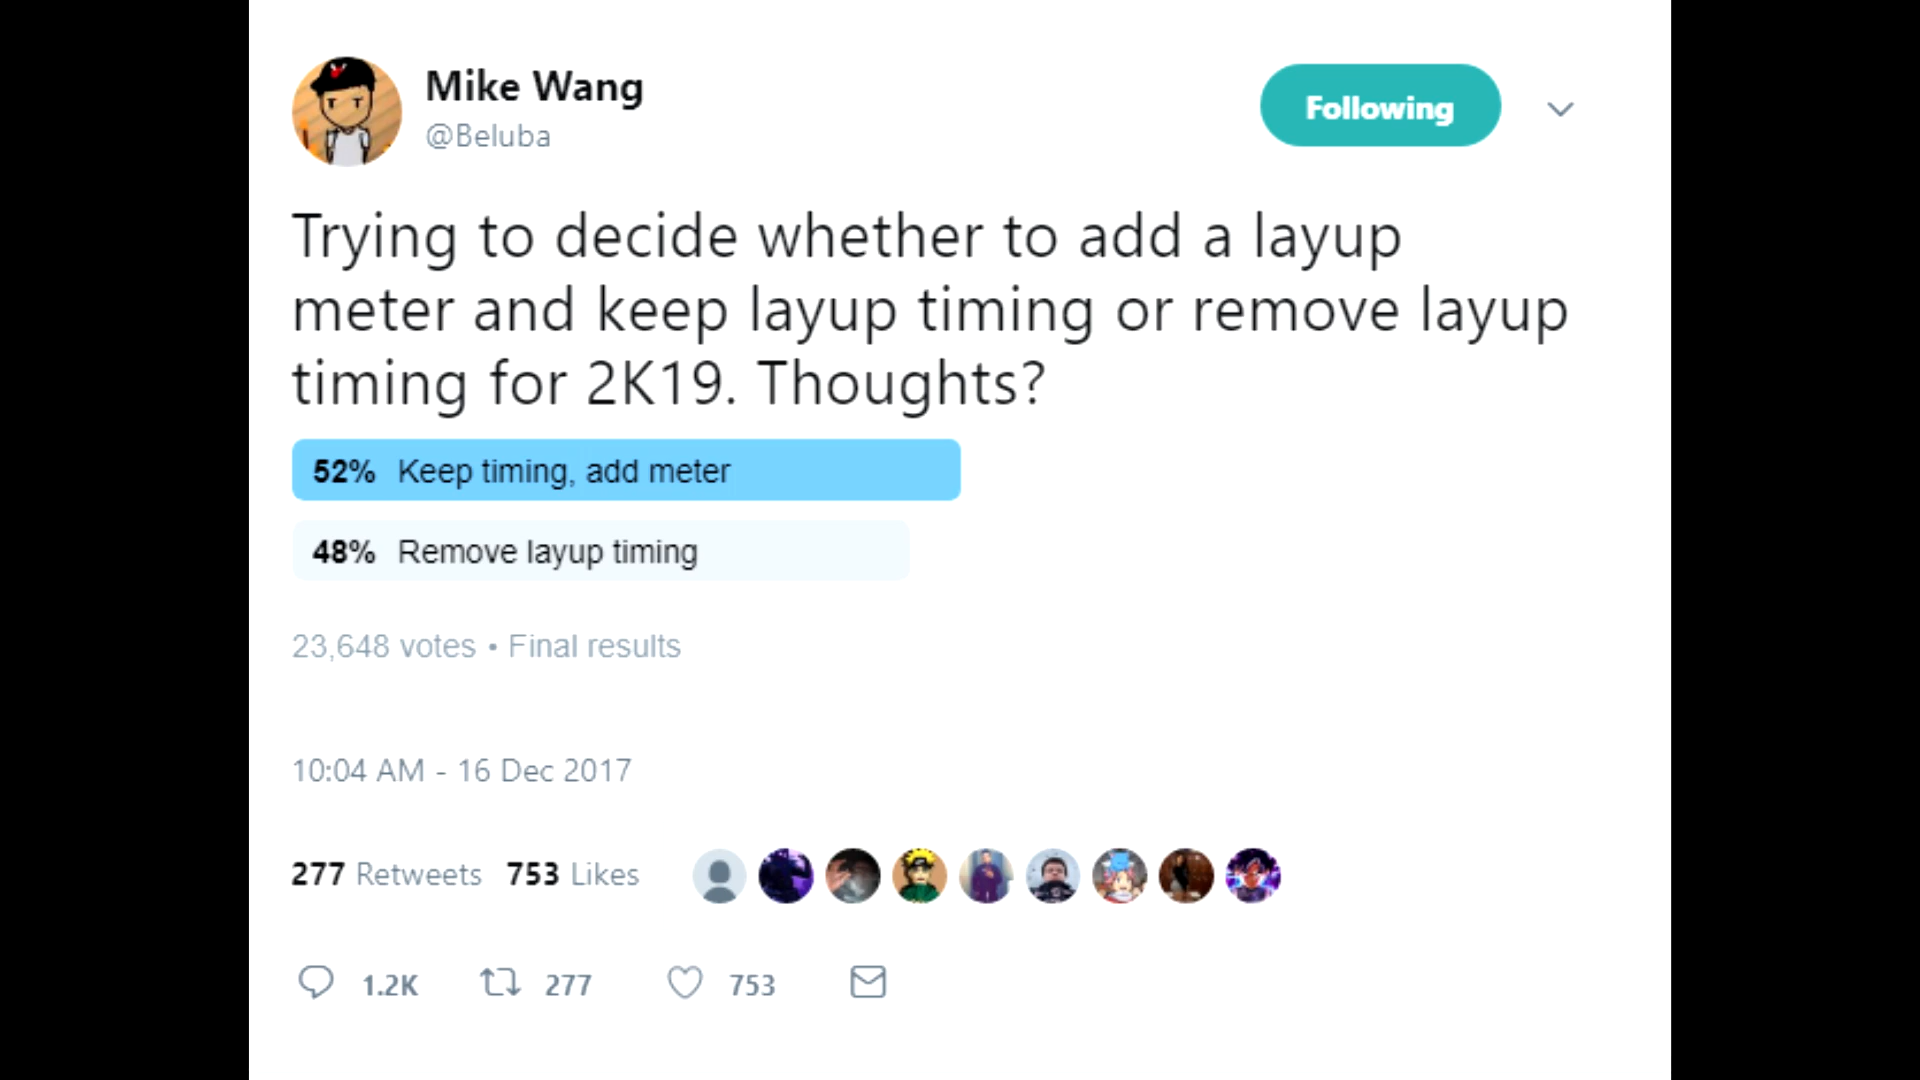 Mike Wang
@Beluba
Following
Trying to decide whether to add a layup
meter and keep layup timing or remove layup
timing for 2K19. Thoughts?
52% Keep timing, add meter
48% Remove layup timing
23,648 votes • Final results
10:04 AM - 16 Dec 2017
277 Retweets 753 Likes
1.2K 277 753